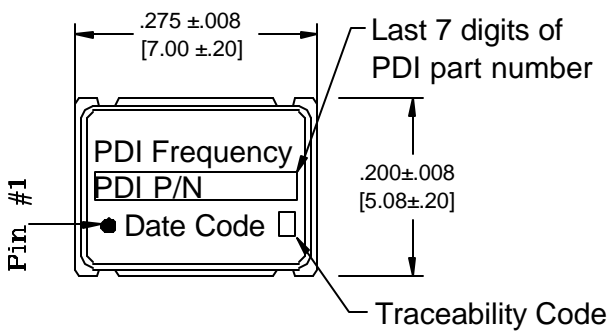 .275 ±.008
[7.00 ±.20]
Last 7 digits of
PDI part number
PDI Frequency
PDI P/N
Date Code
Pin #1
.200±.008
[5.08±.20]
Traceability Code